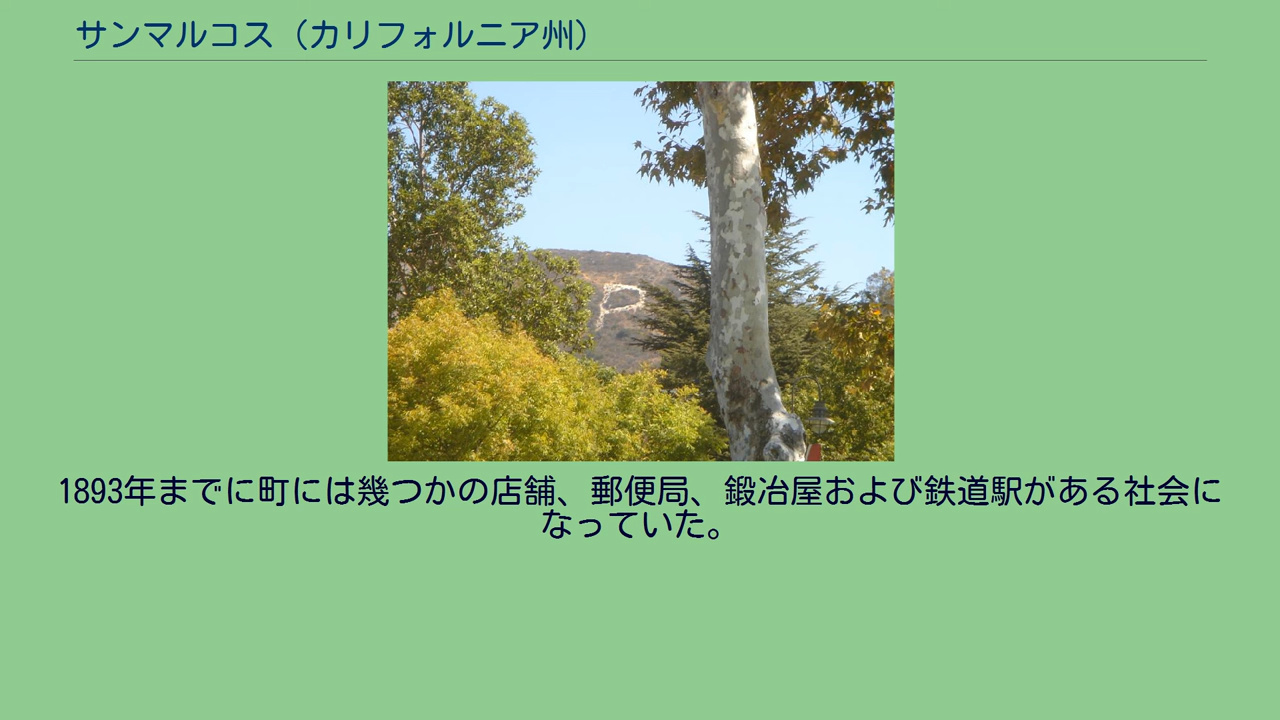 サンマルコス（カリフォルニア州）
1893年までに町には幾つかの店舗、郵便局、鍛冶屋および鉄道駅がある社会に
なっていた。